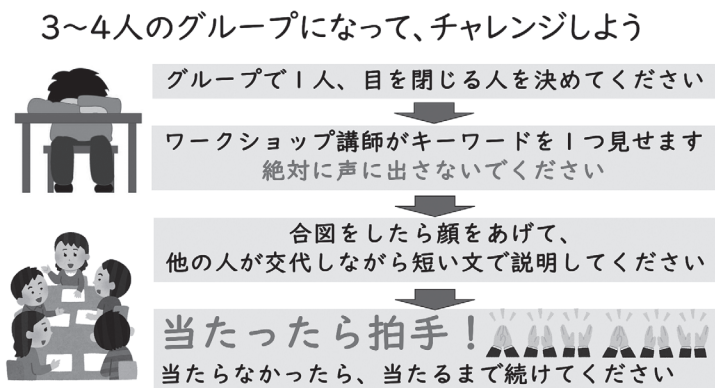 3〜4人のグループになって、チャレンジしよう
グループで1人、目を閉じる人を決めてください
ワークショップ講師がキーワードを1つ見せます
絶対に声に出さないでください
合図をしたら顔をあげて、
他の人が交代しながら短い文で説明してください
当たったら拍手！
当たらなかったら、当たるまで続けてください